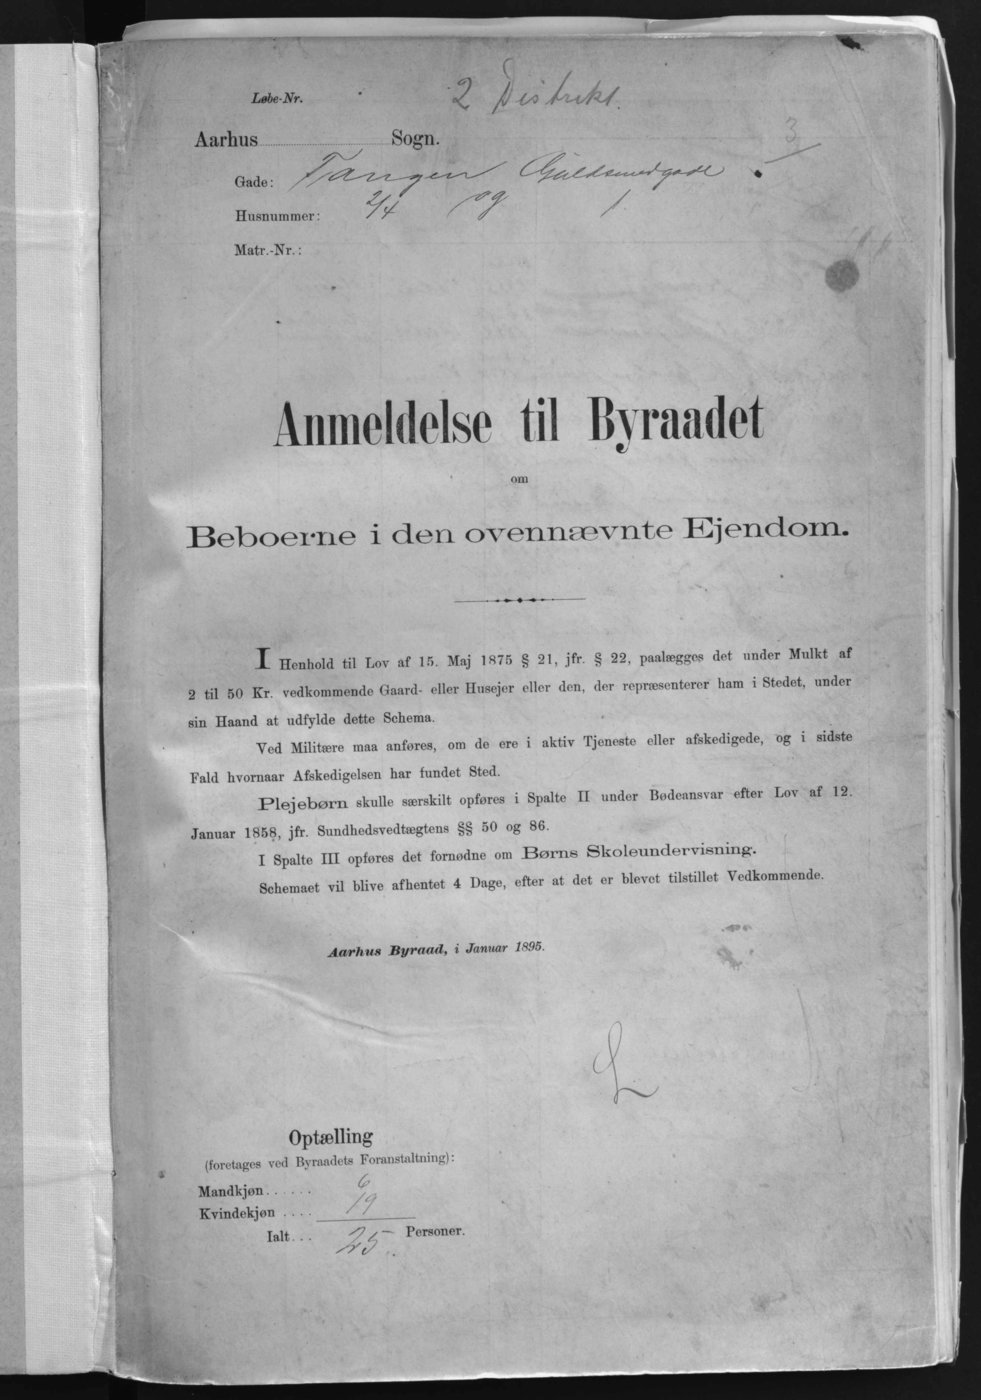 Løbe-Nr.
2 Distrikt.
Aarhus Sogn.
3
Gade: Tangen Guldsmedgade
Husnummer: 2/4 og 1
Matr.-Nr.:
Anmeldelse til Byraadet
om
Beboerne i den ovennævnte Ejendom.
I Henhold til Lov af 15. Maj 1875 § 21, jfr. § 22, paalægges det under Mulkt af
2 til 50 Kr. vedkommende Gaard- eller Husejer eller den, der repræsenterer ham i Stedet, under
sin Haand at udfylde dette Schema.
Ved Militære maa anføres, om de ere i aktiv Tjeneste eller afskedigede, og i sidste
Fald hvornaar Afskedigelsen har fundet Sted.
Plejebørn skulle særskilt opføres i Spalte II under Bødeansvar efter Lov af 12.
Januar 1858, jfr. Sundhedsvedtægtens §§ 50 og 86.
I Spalte III opføres det fornødne om Børns Skoleundervisning.
Schemaet vil blive afhentet 4 Dage, efter at det er blevet tilstillet Vedkommende.
Aarhus Byraad, i Januar 1895.
L
Optælling
(foretages ved Byraadets Foranstaltning):
Mandkjøn...... 6
Kvindekjøn .... 19
Ialt... 25 Personer.